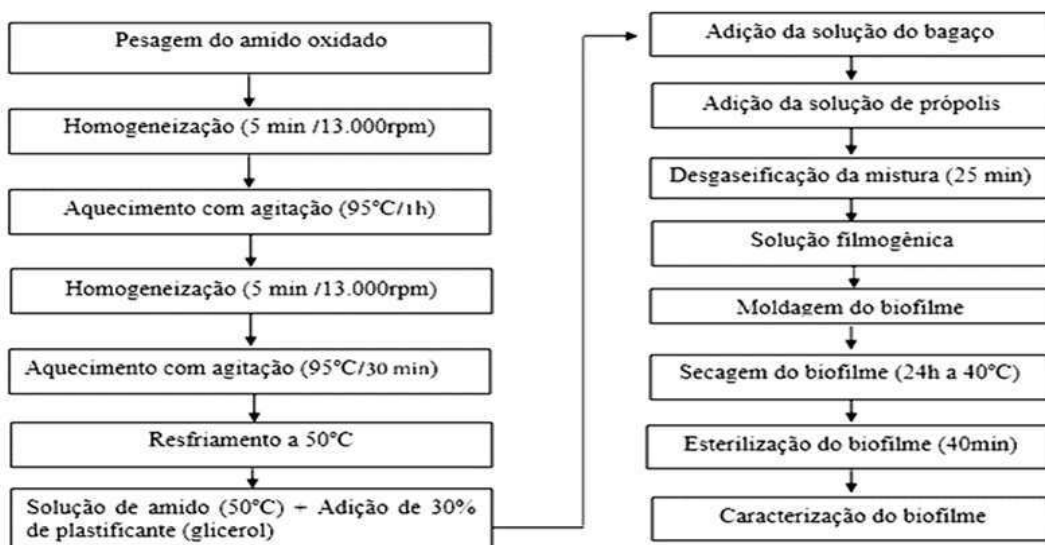 Pesagem do amido oxidado
Homogeneização (5 min /13.000rpm)
Aquecimento com agitação (95°C/1h)
Homogeneização (5 min /13.000rpm)
Aquecimento com agitação (95°C/30 min)
Resfriamento a 50°C
Solução de amido (50°C) + Adição de 30%
de plastificante (glicerol)
Adição da solução do bagaço
Adição da solução de própolis
Desgaseificação da mistura (25 min)
Solução filmogênica
Moldagem do biofilme
Secagem do biofilme (24h a 40°C)
Esterilização do biofilme (40min)
Caracterização do biofilme